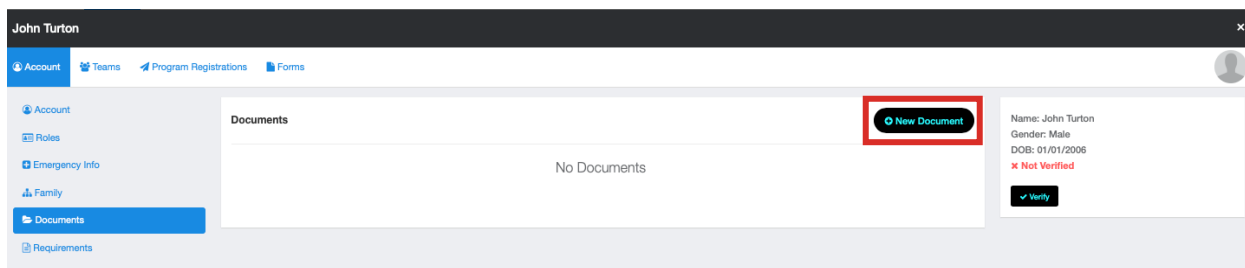 John Turton
×
Account Teams Program Registrations Forms
Account
Roles
Emergency Info
Family
Documents
Requirements
Documents
New Document
No Documents
Name: John Turton
Gender: Male
DOB: 01/01/2006
× Not Verified
Verify